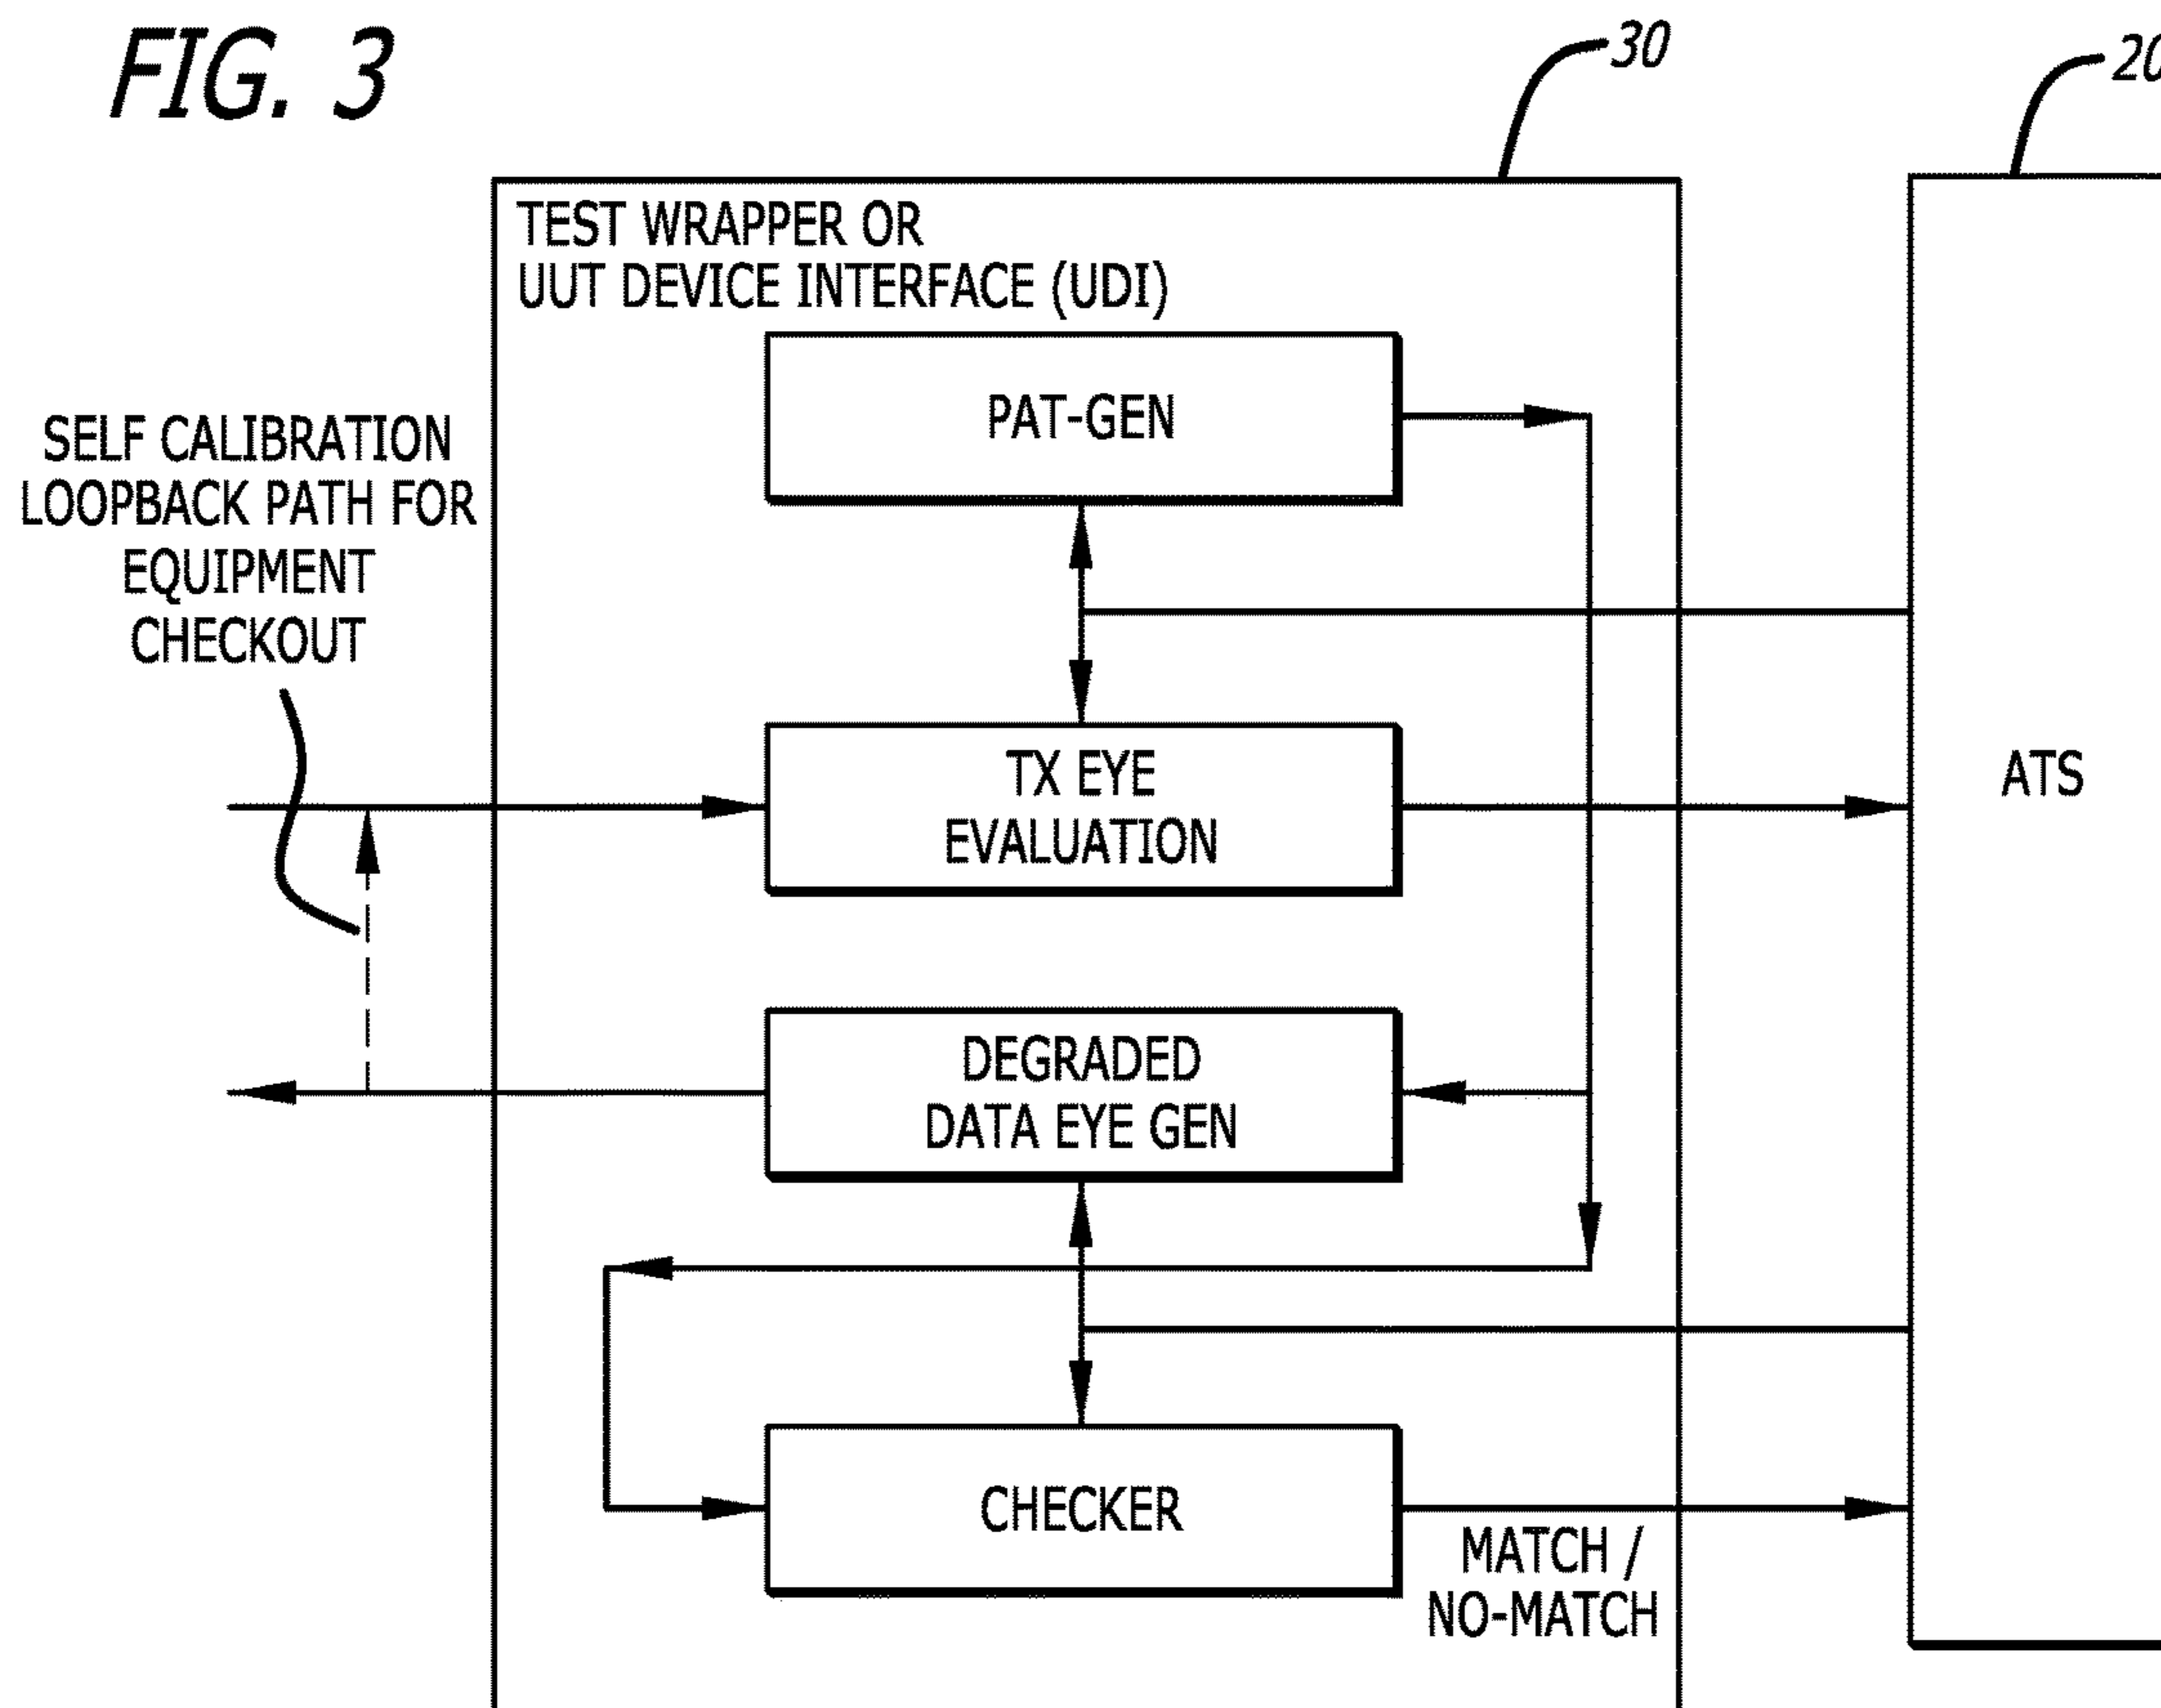 FIG. 3
30
20
TEST WRAPPER OR
UUT DEVICE INTERFACE (UDI)
PAT-GEN
SELF CALIBRATION
LOOPBACK PATH FOR
EQUIPMENT
CHECKOUT
TX EYE
EVALUATION
ATS
DEGRADED
DATA EYE GEN
CHECKER
MATCH /
NO-MATCH